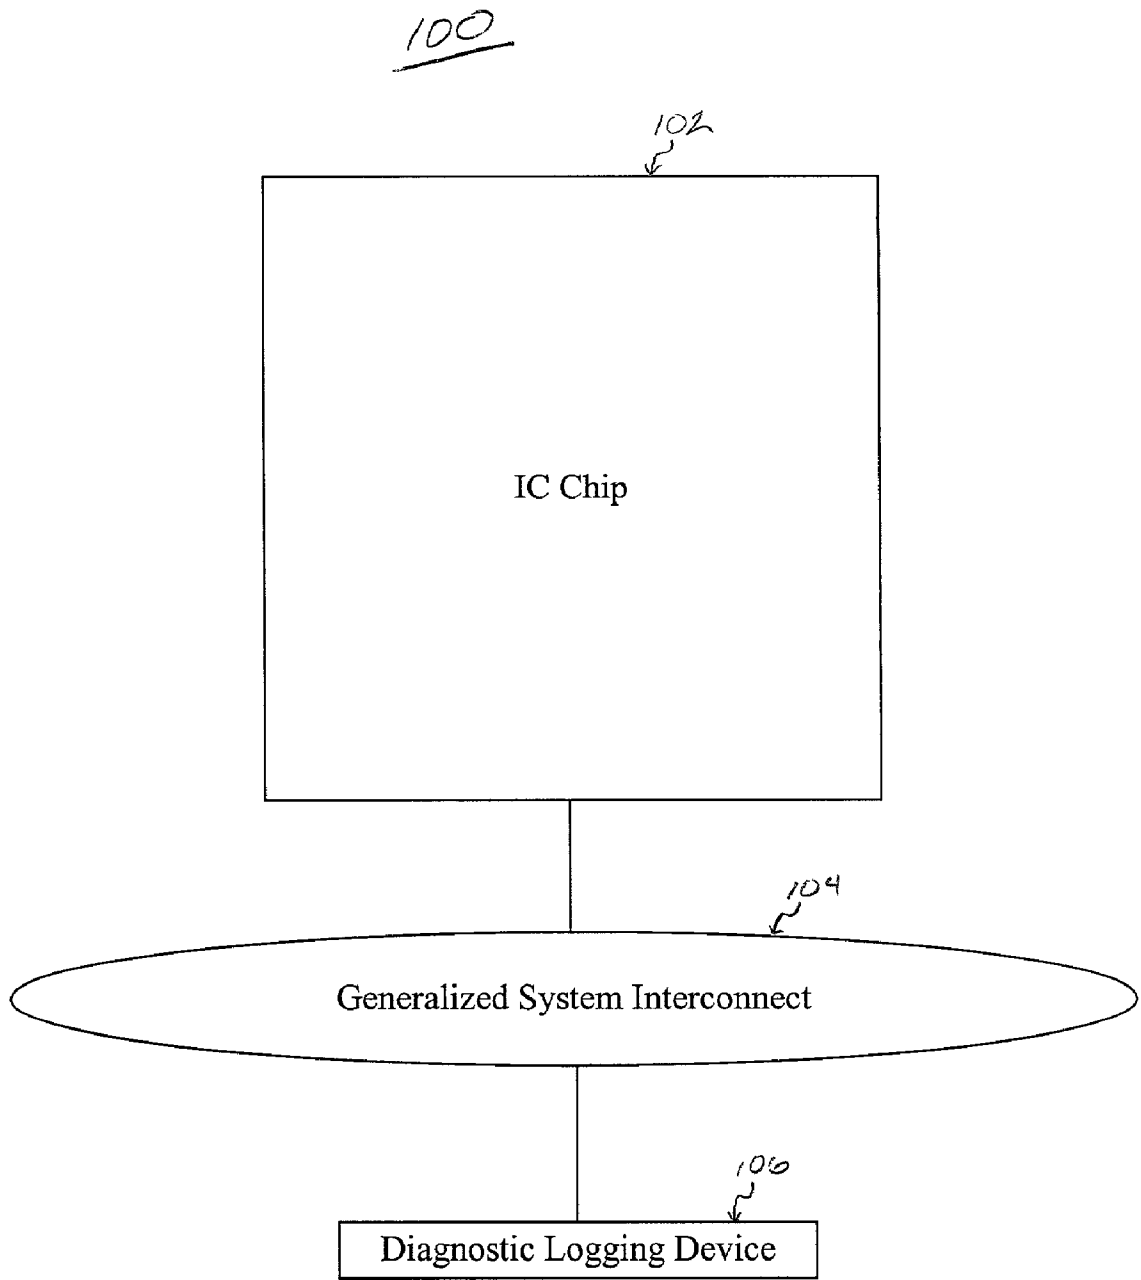 100
102
IC Chip
104
Generalized System Interconnect
106
Diagnostic Logging Device